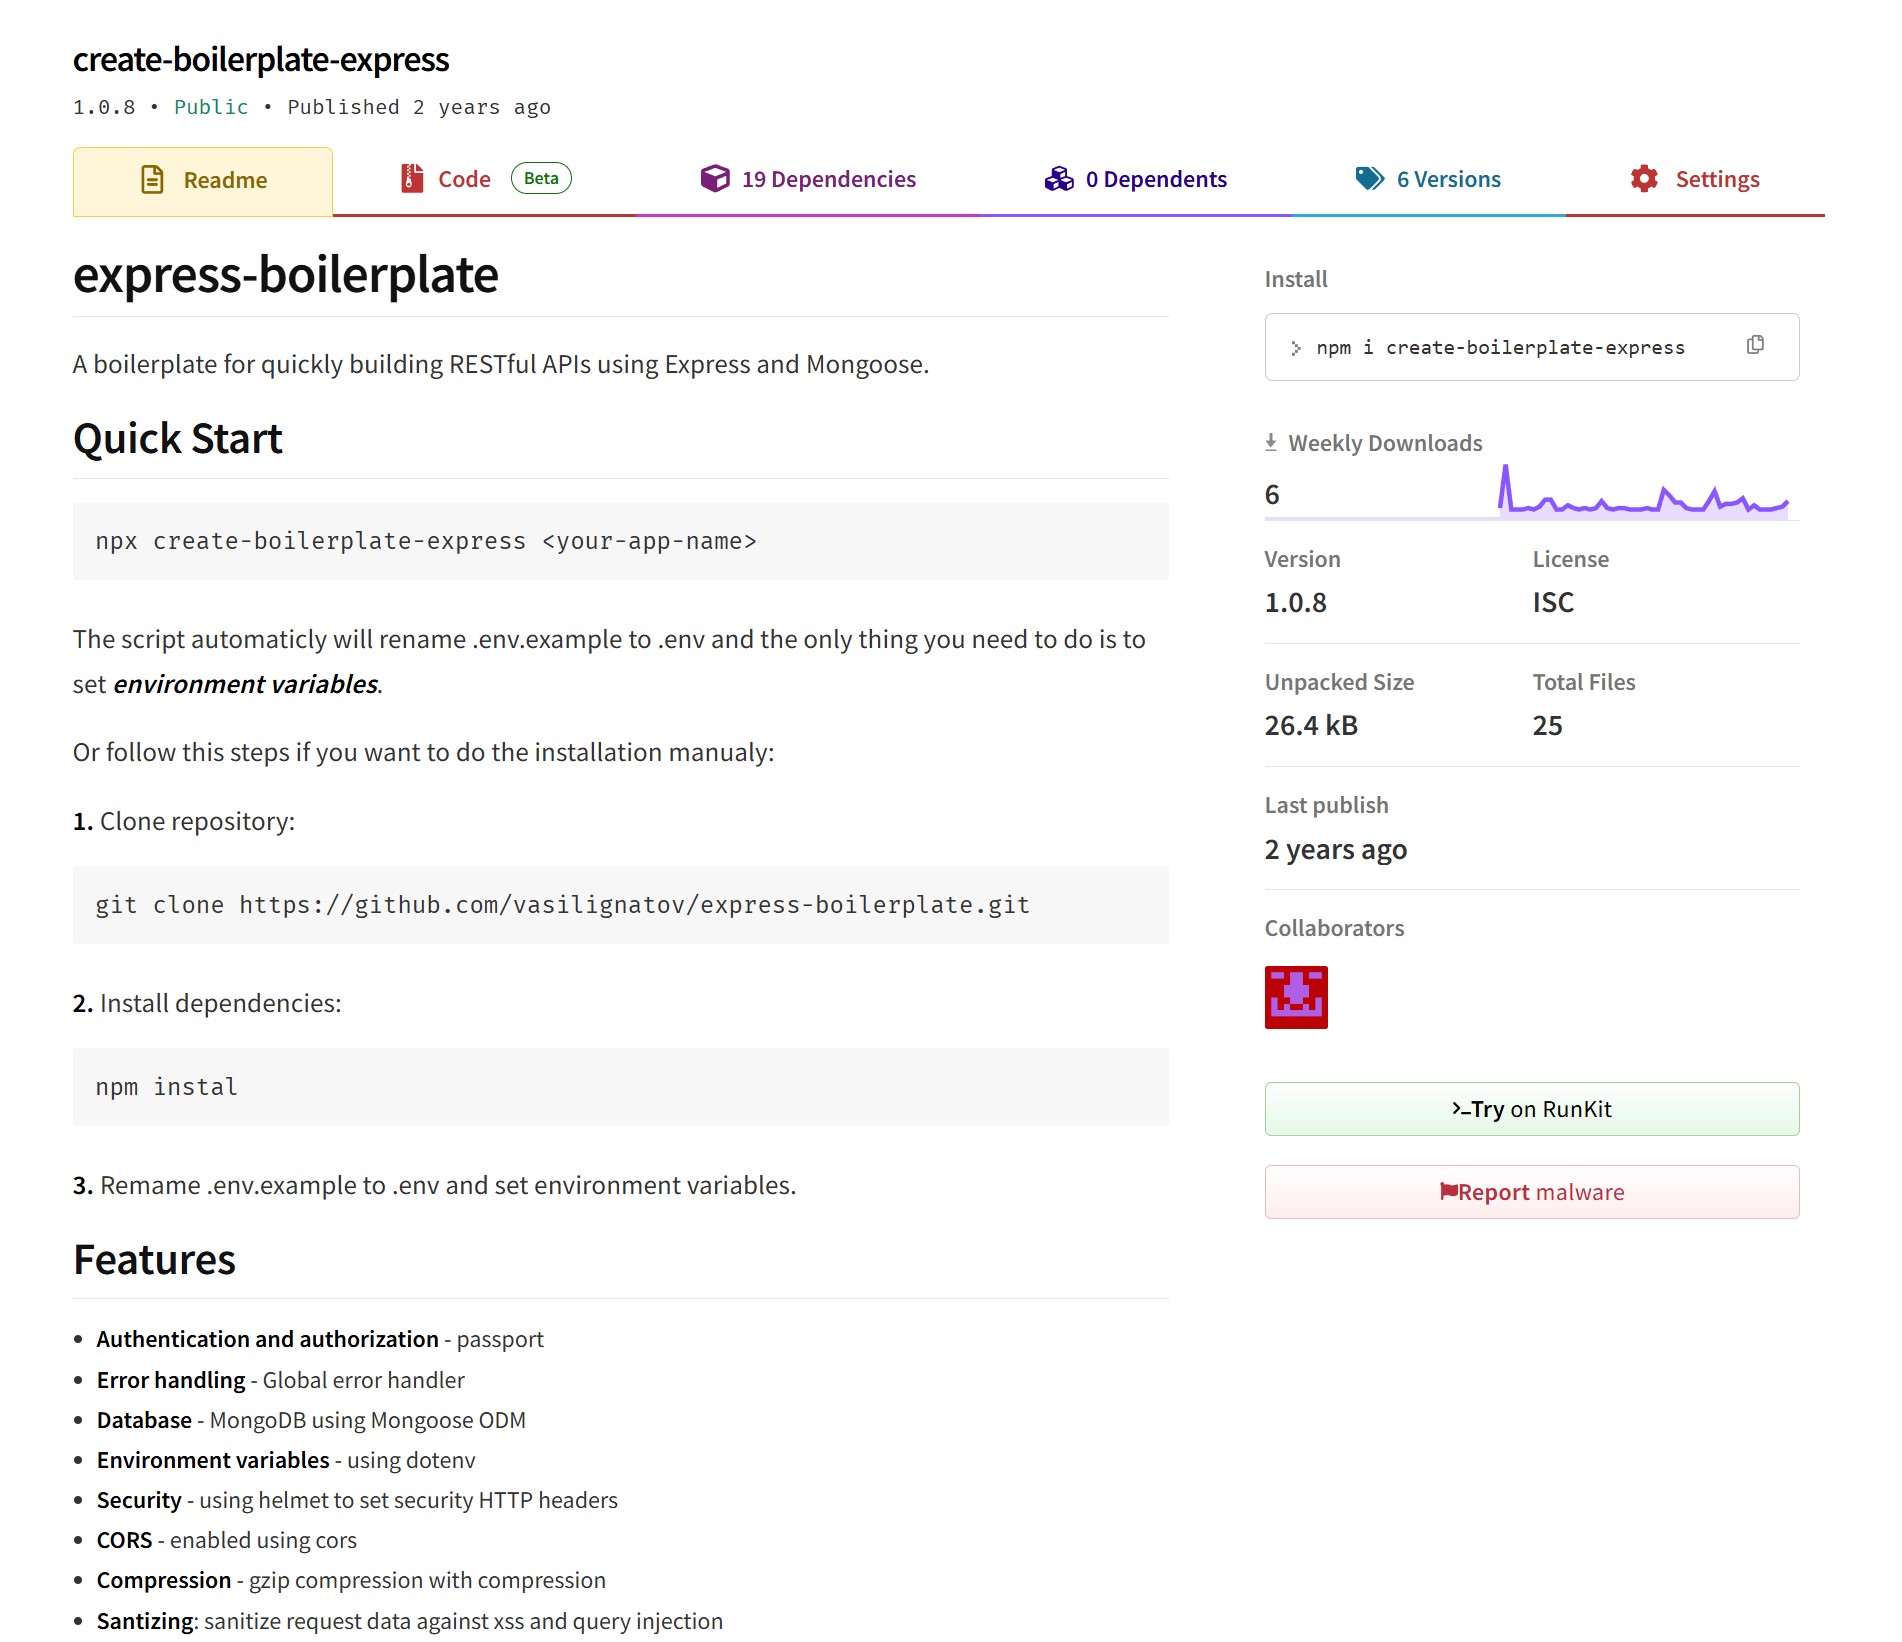 create-boilerplate-express
1.0.8 • Public • Published 2 years ago
Readme
Code Beta
19 Dependencies
0 Dependents
6 Versions
Settings
express-boilerplate
A boilerplate for quickly building RESTful APIs using Express and Mongoose.
Quick Start
npx create-boilerplate-express <your-app-name>
The script automaticly will rename .env.example to .env and the only thing you need to do is to
set environment variables.
Or follow this steps if you want to do the installation manualy:
1. Clone repository:
git clone https://github.com/vasilignatov/express-boilerplate.git
2. Install dependencies:
npm instal
3. Remame .env.example to .env and set environment variables.
Features
• Authentication and authorization - passport
• Error handling - Global error handler
• Database - MongoDB using Mongoose ODM
• Environment variables - using dotenv
• Security - using helmet to set security HTTP headers
• CORS - enabled using cors
• Compression - gzip compression with compression
• Santizing: sanitize request data against xss and query injection
Install
npm i create-boilerplate-express
Weekly Downloads
6
Version
1.0.8
License
ISC
Unpacked Size
26.4 kB
Total Files
25
Last publish
2 years ago
Collaborators
Try on RunKit
Report malware